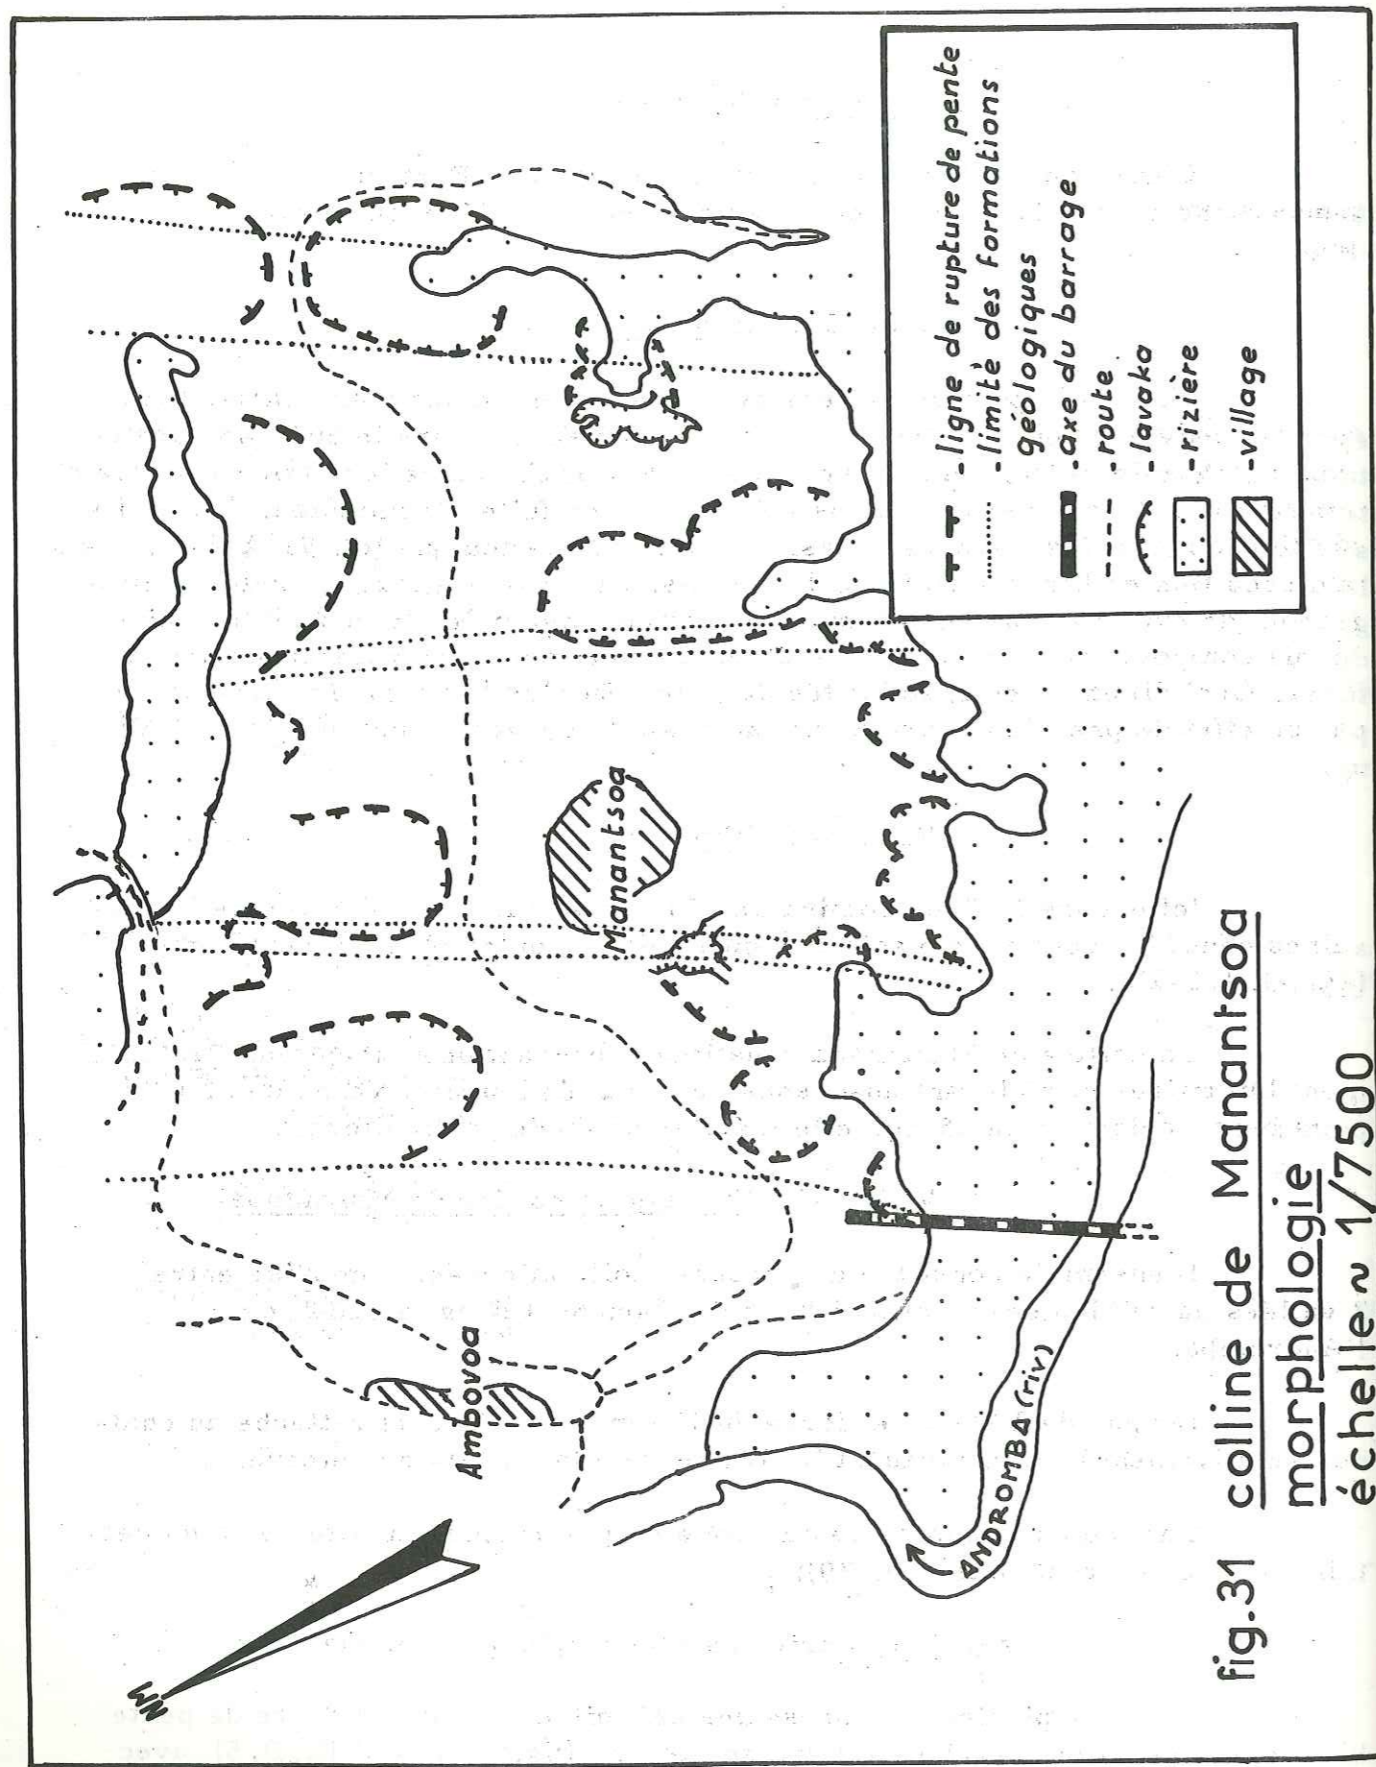 -ligne de rupture de pente
-limite des formations
géologiques
-axe du barrage
-route
-lavaka
-rizière
-village
Manantsoa
Ambovoa
ANDROMBA (riv)
NM
fig.31 colline de Manantsoa
morphologie
échelle ~ 1/7500